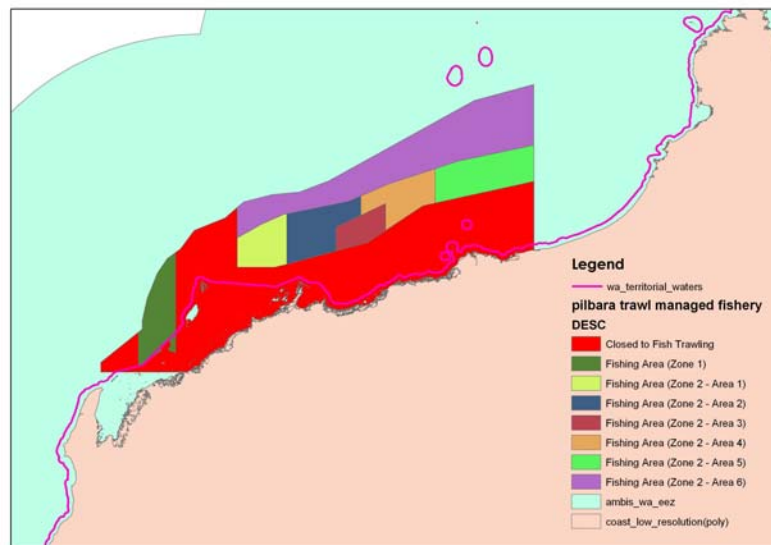 Legend
wa_territorial_waters
pilbara trawl managed fishery
DESC
Closed to Fish Trawling
Fishing Area (Zone 1)
Fishing Area (Zone 2 - Area 1)
Fishing Area (Zone 2 - Area 2)
Fishing Area (Zone 2 - Area 3)
Fishing Area (Zone 2 - Area 4)
Fishing Area (Zone 2 - Area 5)
Fishing Area (Zone 2 - Area 6)
ambis_wa_eez
coast_low_resolution(poly)